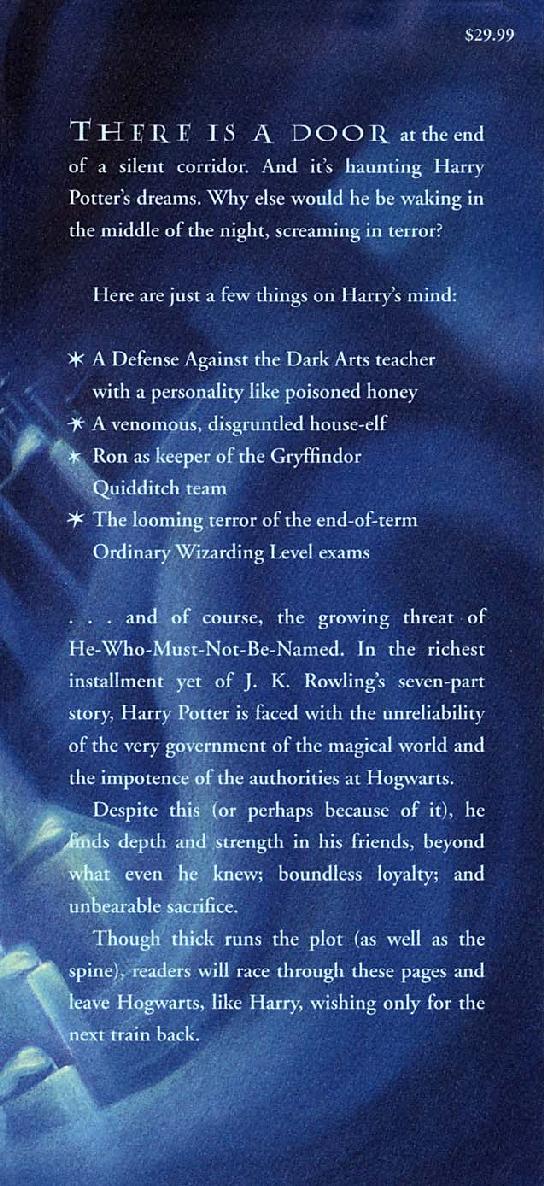 $29.99
THERE IS A DOOR at the end
of a silent corridor. And it's haunting Harry
Potter's dreams. Why else would he be waking in
the middle of the night, screaming in terror?
Here are just a few things on Harry's mind:
✶ A Defense Against the Dark Arts teacher
with a personality like poisoned honey
✶ A venomous, disgruntled house-elf
✶ Ron as keeper of the Gryffindor
Quidditch team
✶ The looming terror of the end-of-term
Ordinary Wizarding Level exams
. . . and of course, the growing threat of
He-Who-Must-Not-Be-Named. In the richest
installment yet of J. K. Rowling's seven-part
story, Harry Potter is faced with the unreliability
of the very government of the magical world and
the impotence of the authorities at Hogwarts.
Despite this (or perhaps because of it), he
finds depth and strength in his friends, beyond
what even he knew; boundless loyalty; and
unbearable sacrifice.
Though thick runs the plot (as well as the
spine), readers will race through these pages and
leave Hogwarts, like Harry, wishing only for the
next train back.